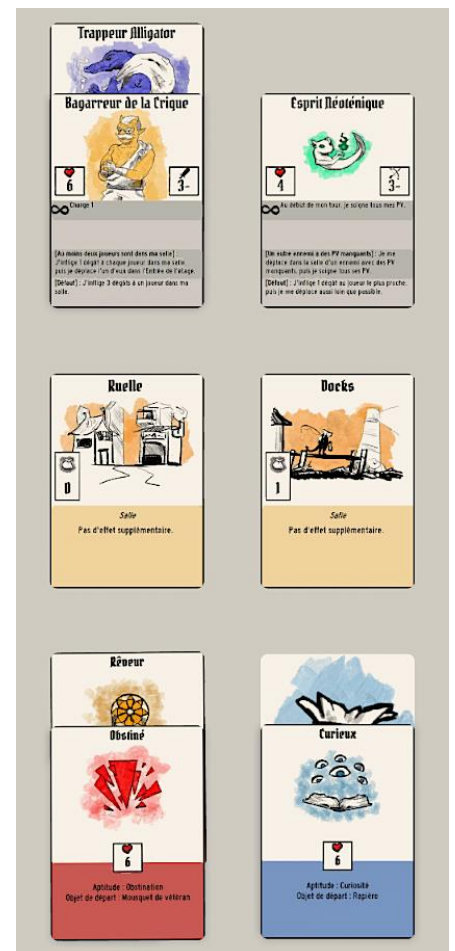 Trappeur Alligator
Bagarreur de la Crique
6
3-
Change 1
[Au moins deux joueurs sont dans ma salle] :
J'inflige 1 dégât à chaque joueur dans ma salle,
puis je déplace l'un d'eux dans l'Entrée de l'étage.
[Défaut] : J'inflige 3 dégâts à un joueur dans ma
salle.
Esprit Néoténique
4
3-
Au début de mon tour, je soigne tous mes PV.
[Un autre ennemi a des PV manquants] : Je me
déplace dans la salle d'un ennemi avec des PV
manquants, puis je soigne tous ses PV.
[Défaut] : J'inflige 1 dégât au joueur le plus proche,
puis je me déplace aussi loin que possible.
Ruelle
0
Salle
Pas d'effet supplémentaire.
Docks
1
Salle
Pas d'effet supplémentaire.
Rêveur
Obstiné
6
Aptitude : Obstination
Objet de départ : Mousquet de vétéran
Curieux
6
Aptitude : Curiosité
Objet de départ : Rapière